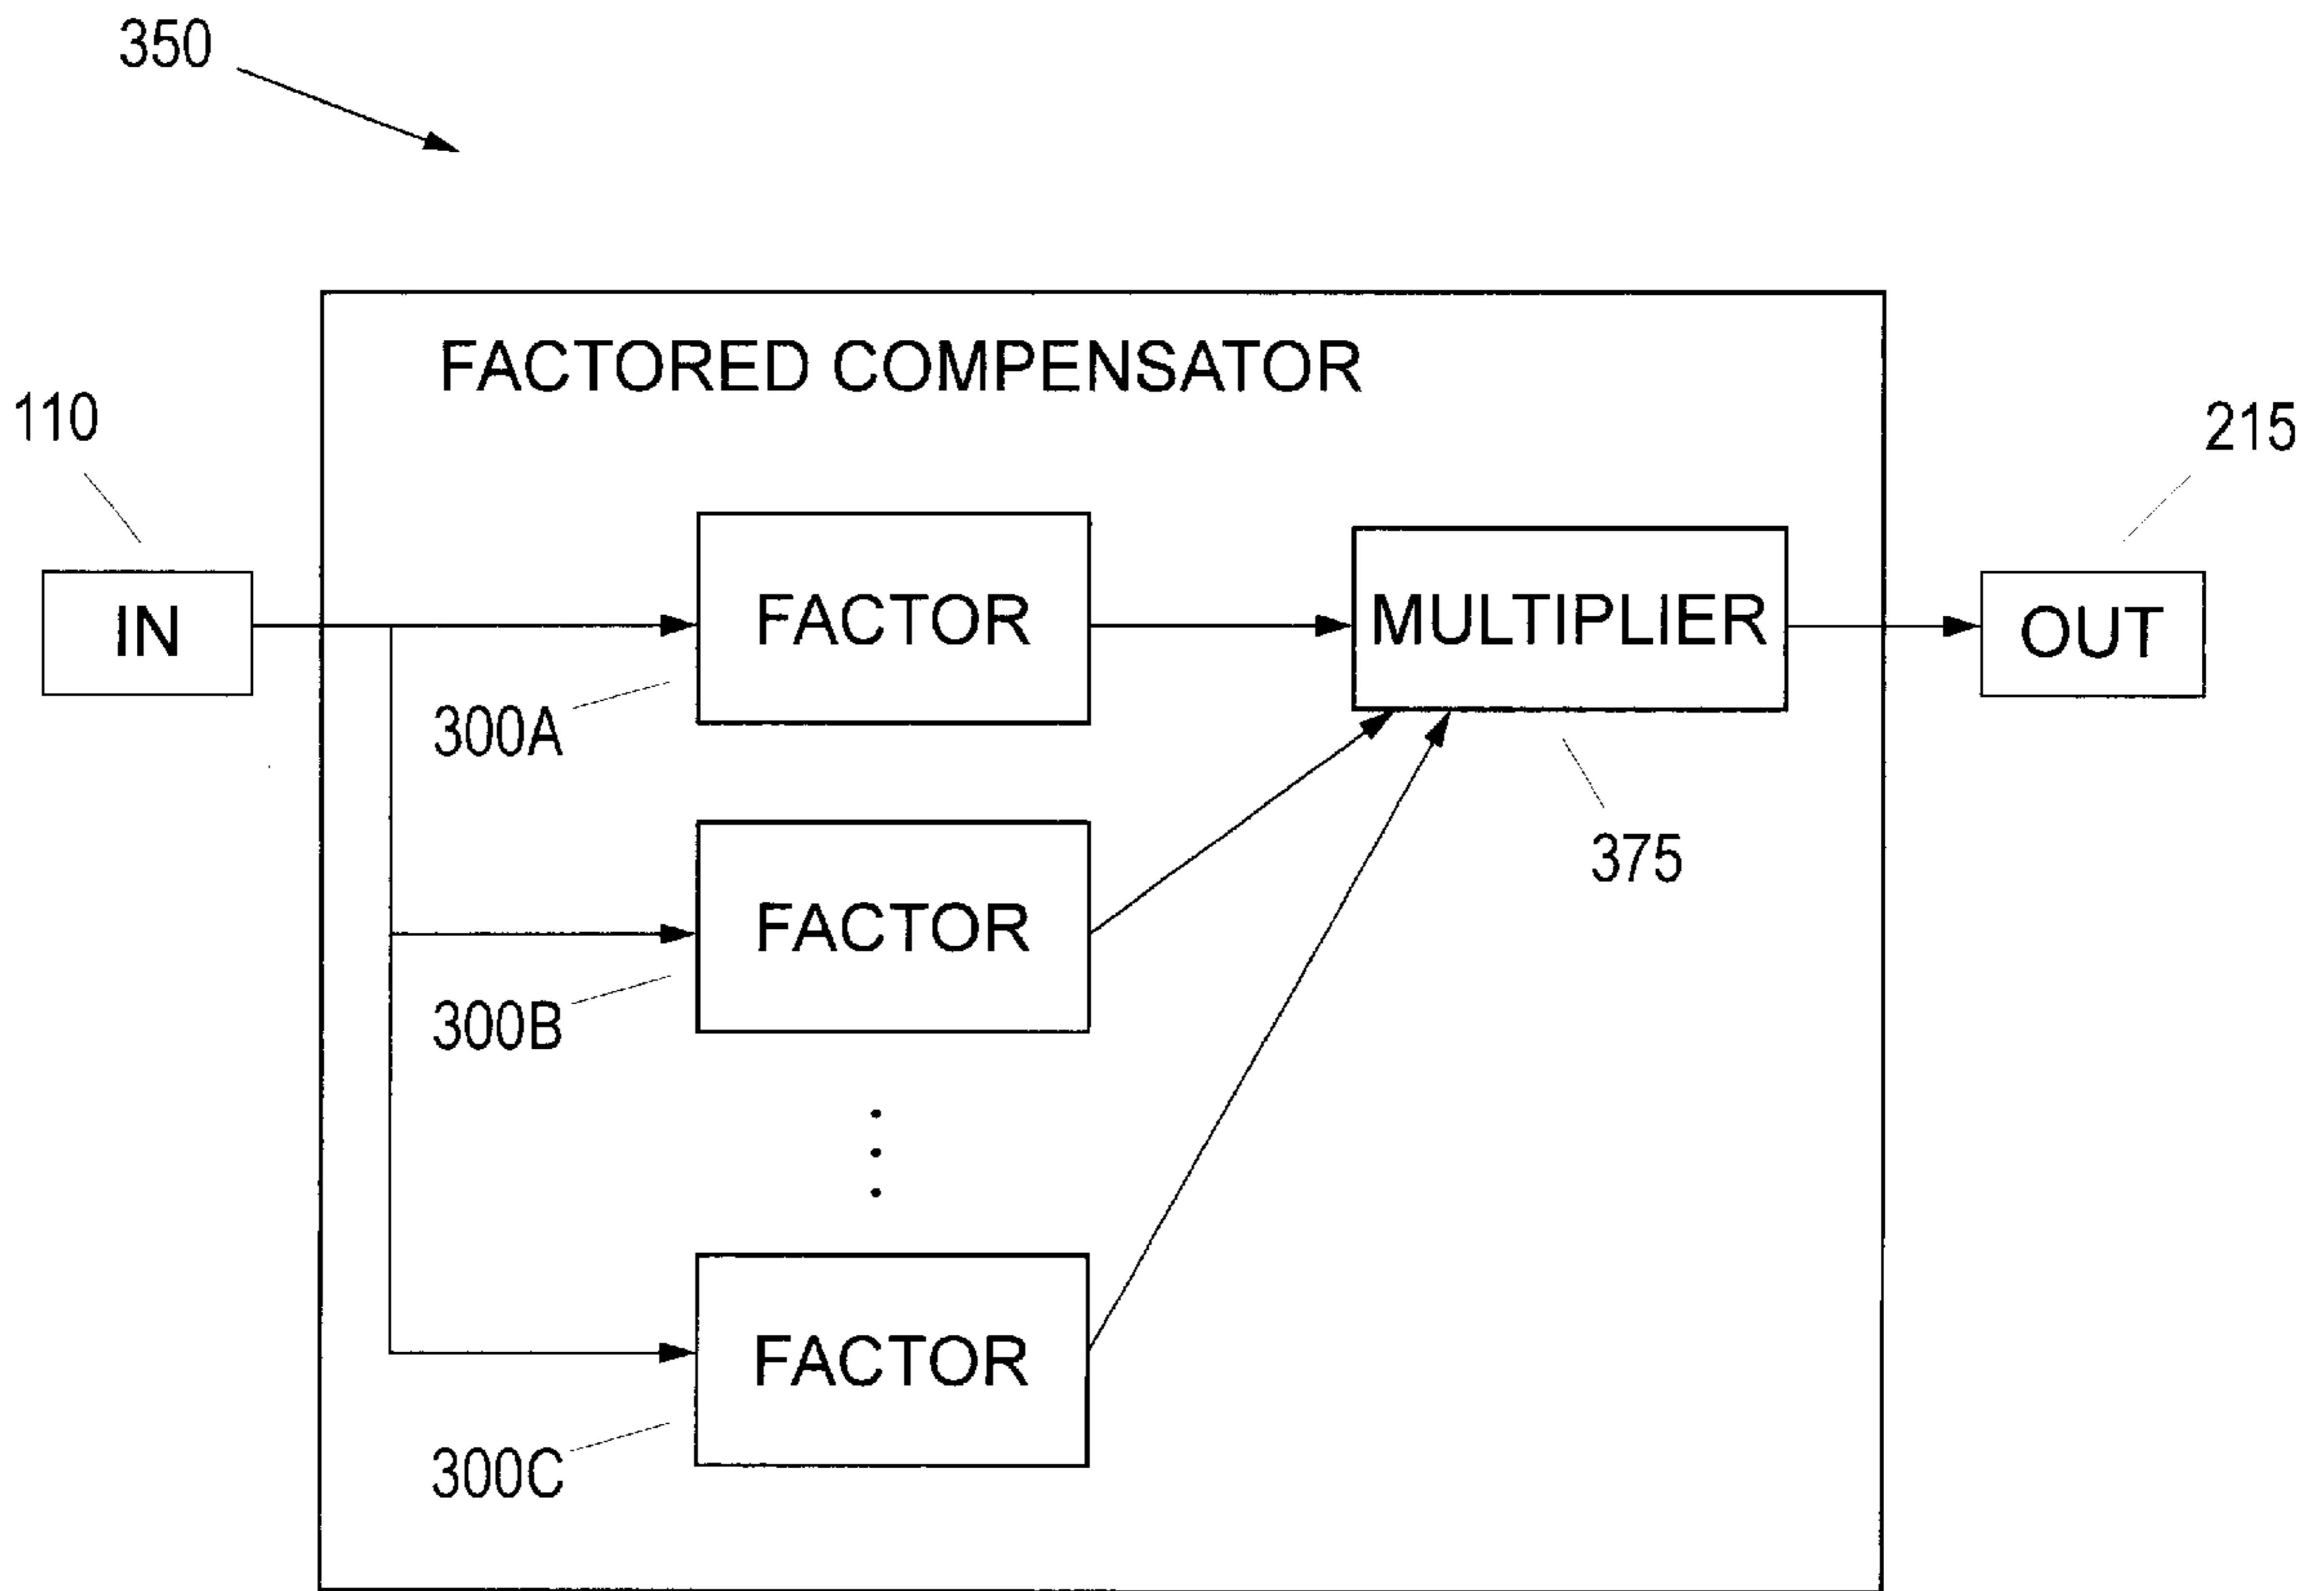 350
FACTORED COMPENSATOR
110
215
IN
FACTOR
MULTIPLIER
OUT
300A
375
FACTOR
300B
FACTOR
300C